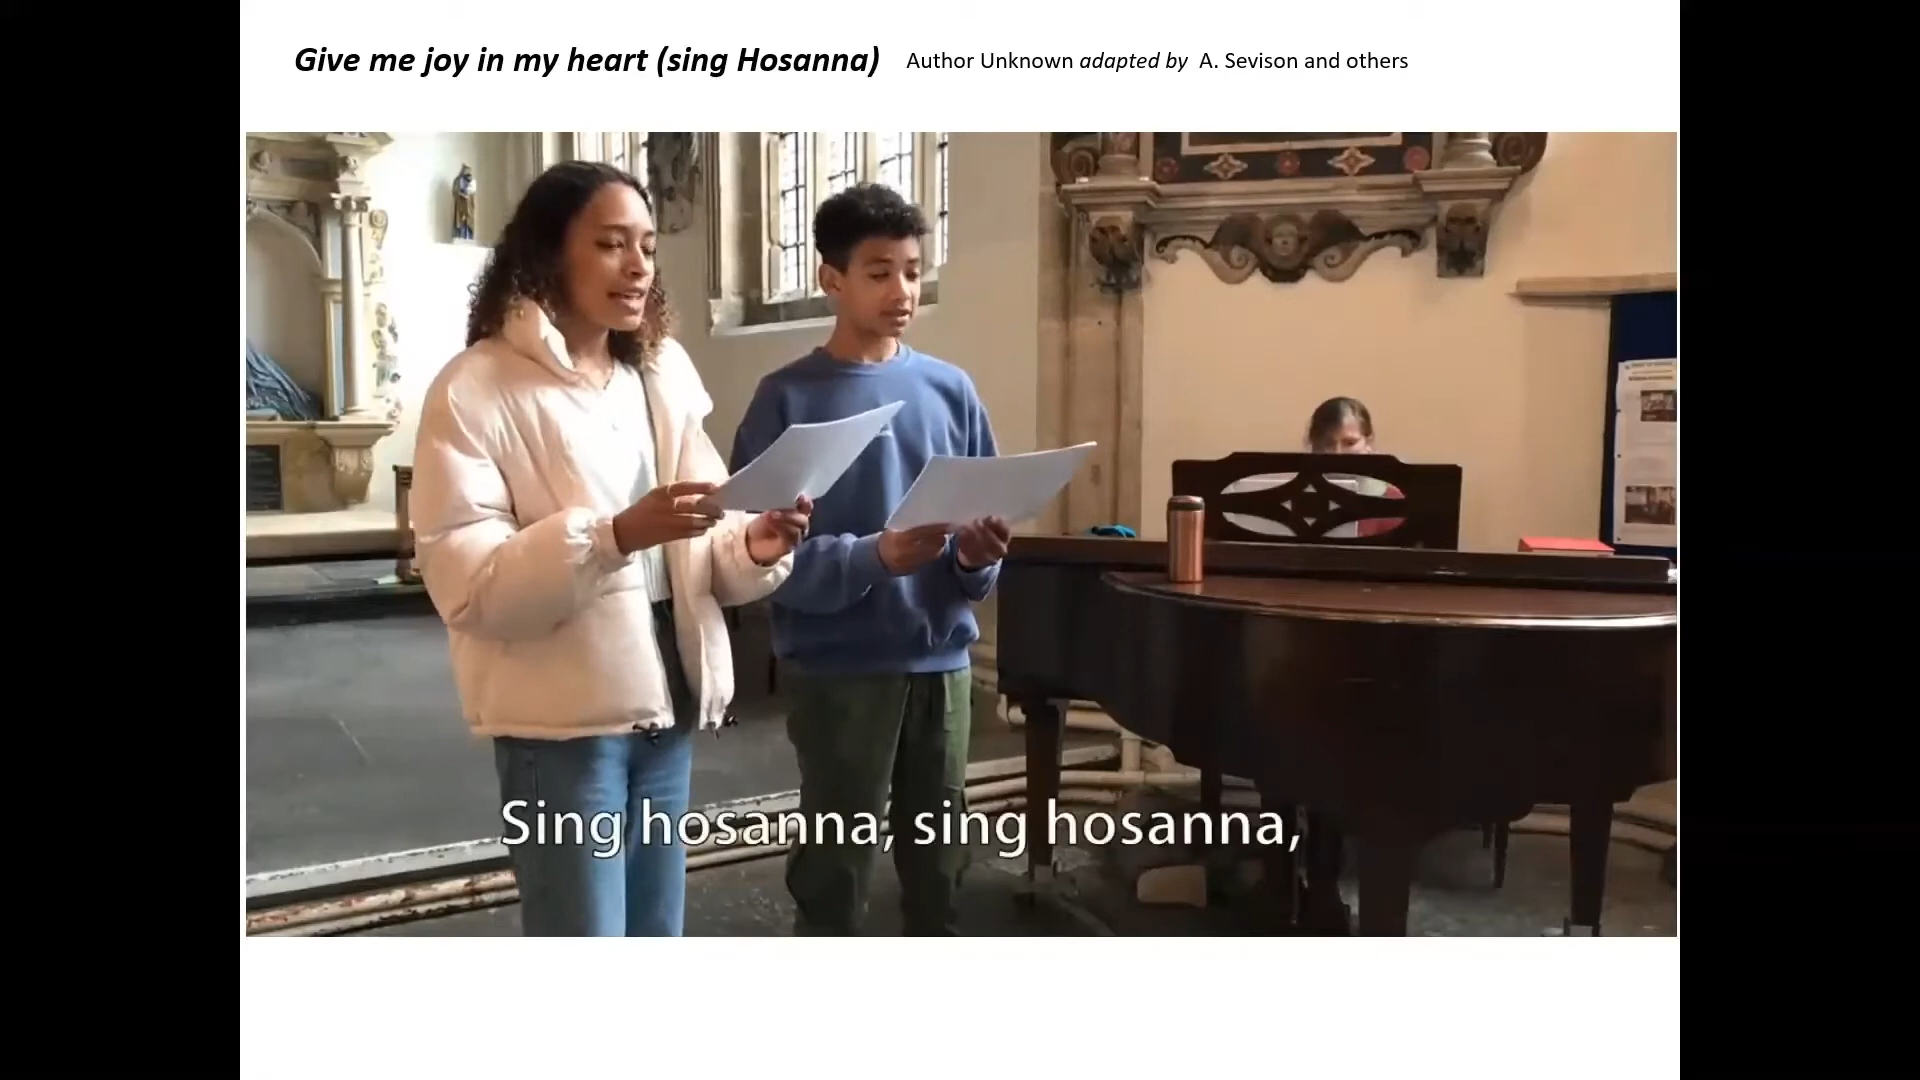 Give me joy in my heart (sing Hosanna) Author Unknown adapted by A. Sevison and others
Sing hosanna, sing hosanna,